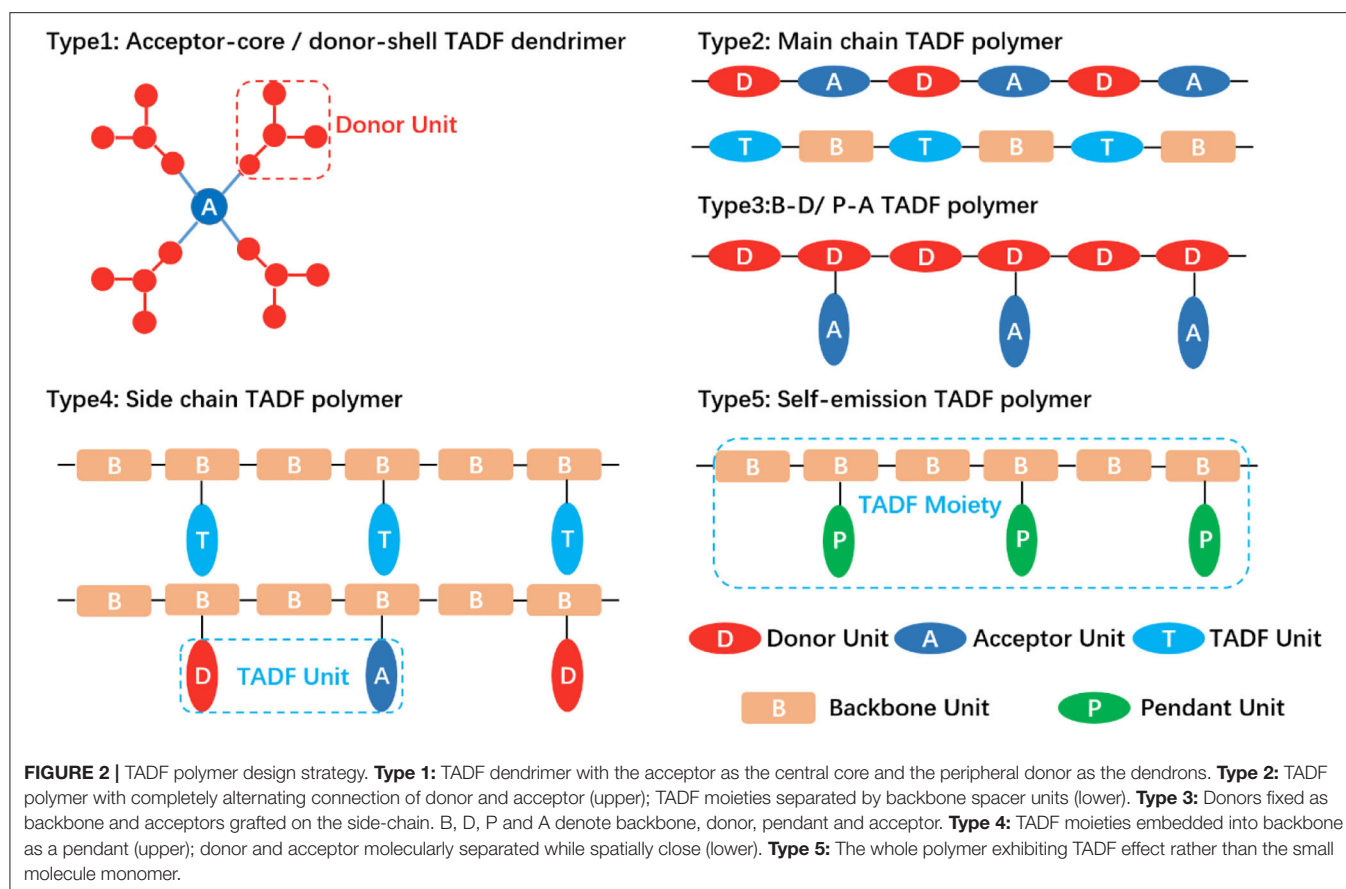 Type1: Acceptor-core / donor-shell TADF dendrimer
Donor Unit
A
Type2: Main chain TADF polymer
D A D A D A
T B T B T B
Type3:B-D/ P-A TADF polymer
D D D D D D
A A A
Type4: Side chain TADF polymer
B B B B B B
T T T
B B B B B B
D TADF Unit A D
Type5: Self-emission TADF polymer
B B B B B B
TADF Moiety
P P P
D Donor Unit A Acceptor Unit T TADF Unit
B Backbone Unit P Pendant Unit
FIGURE 2 | TADF polymer design strategy. Type 1: TADF dendrimer with the acceptor as the central core and the peripheral donor as the dendrons. Type 2: TADF
polymer with completely alternating connection of donor and acceptor (upper); TADF moieties separated by backbone spacer units (lower). Type 3: Donors fixed as
backbone and acceptors grafted on the side-chain. B, D, P and A denote backbone, donor, pendant and acceptor. Type 4: TADF moieties embedded into backbone
as a pendant (upper); donor and acceptor molecularly separated while spatially close (lower). Type 5: The whole polymer exhibiting TADF effect rather than the small
molecule monomer.